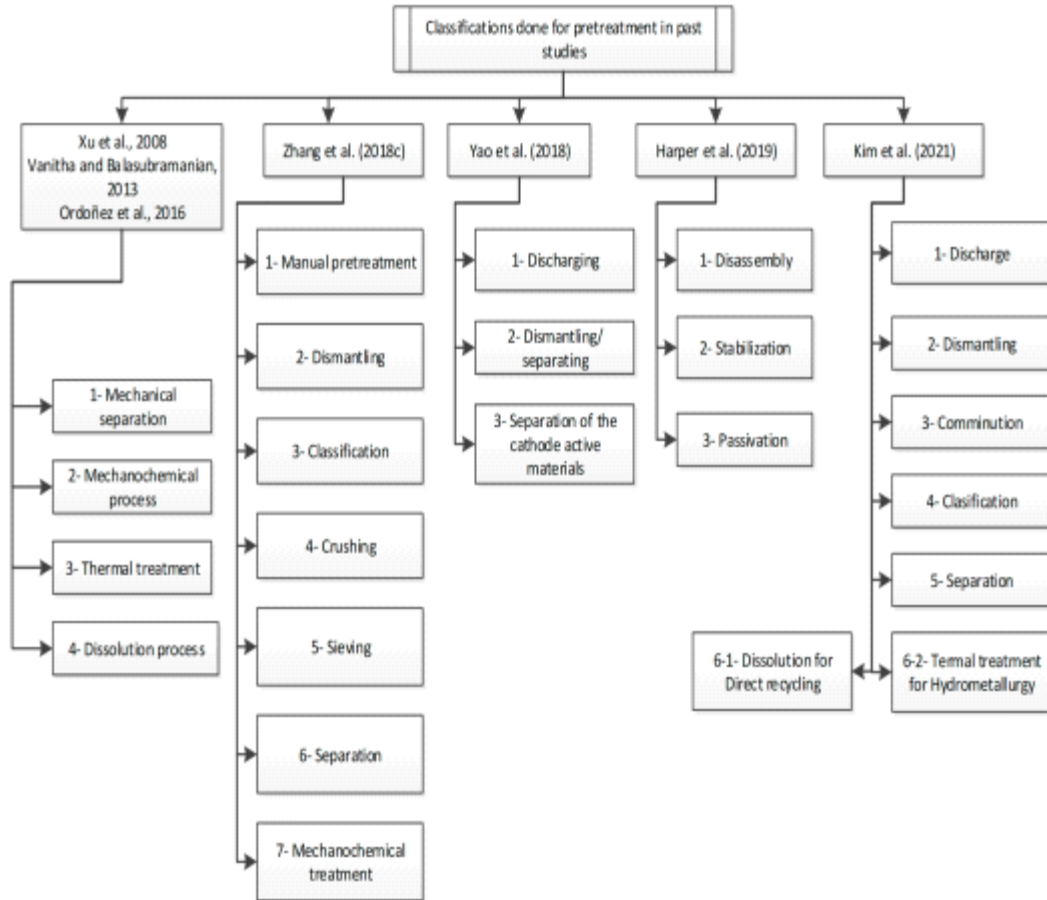 Classifications done for pretreatment in past
studies
Xu et al., 2008
Vanitha and Balasubramanian,
2013
Ordoñez et al., 2016
Zhang et al. (2018c)
Yao et al. (2018)
Harper et al. (2019)
Kim et al. (2021)
1- Mechanical
separation
2- Mechanochemical
process
3- Thermal treatment
4- Dissolution process
1- Manual pretreatment
2- Dismantling
3- Classification
4- Crushing
5- Sieving
6- Separation
7- Mechanochemical
treatment
1- Discharging
2- Dismantling/
separating
3- Separation of the
cathode active
materials
1- Disassembly
2- Stabilization
3- Passivation
1- Discharge
2- Dismantling
3- Comminution
4- Clasification
5- Separation
6-1- Dissolution for
Direct recycling
6-2- Termal treatment
for Hydrometallurgy